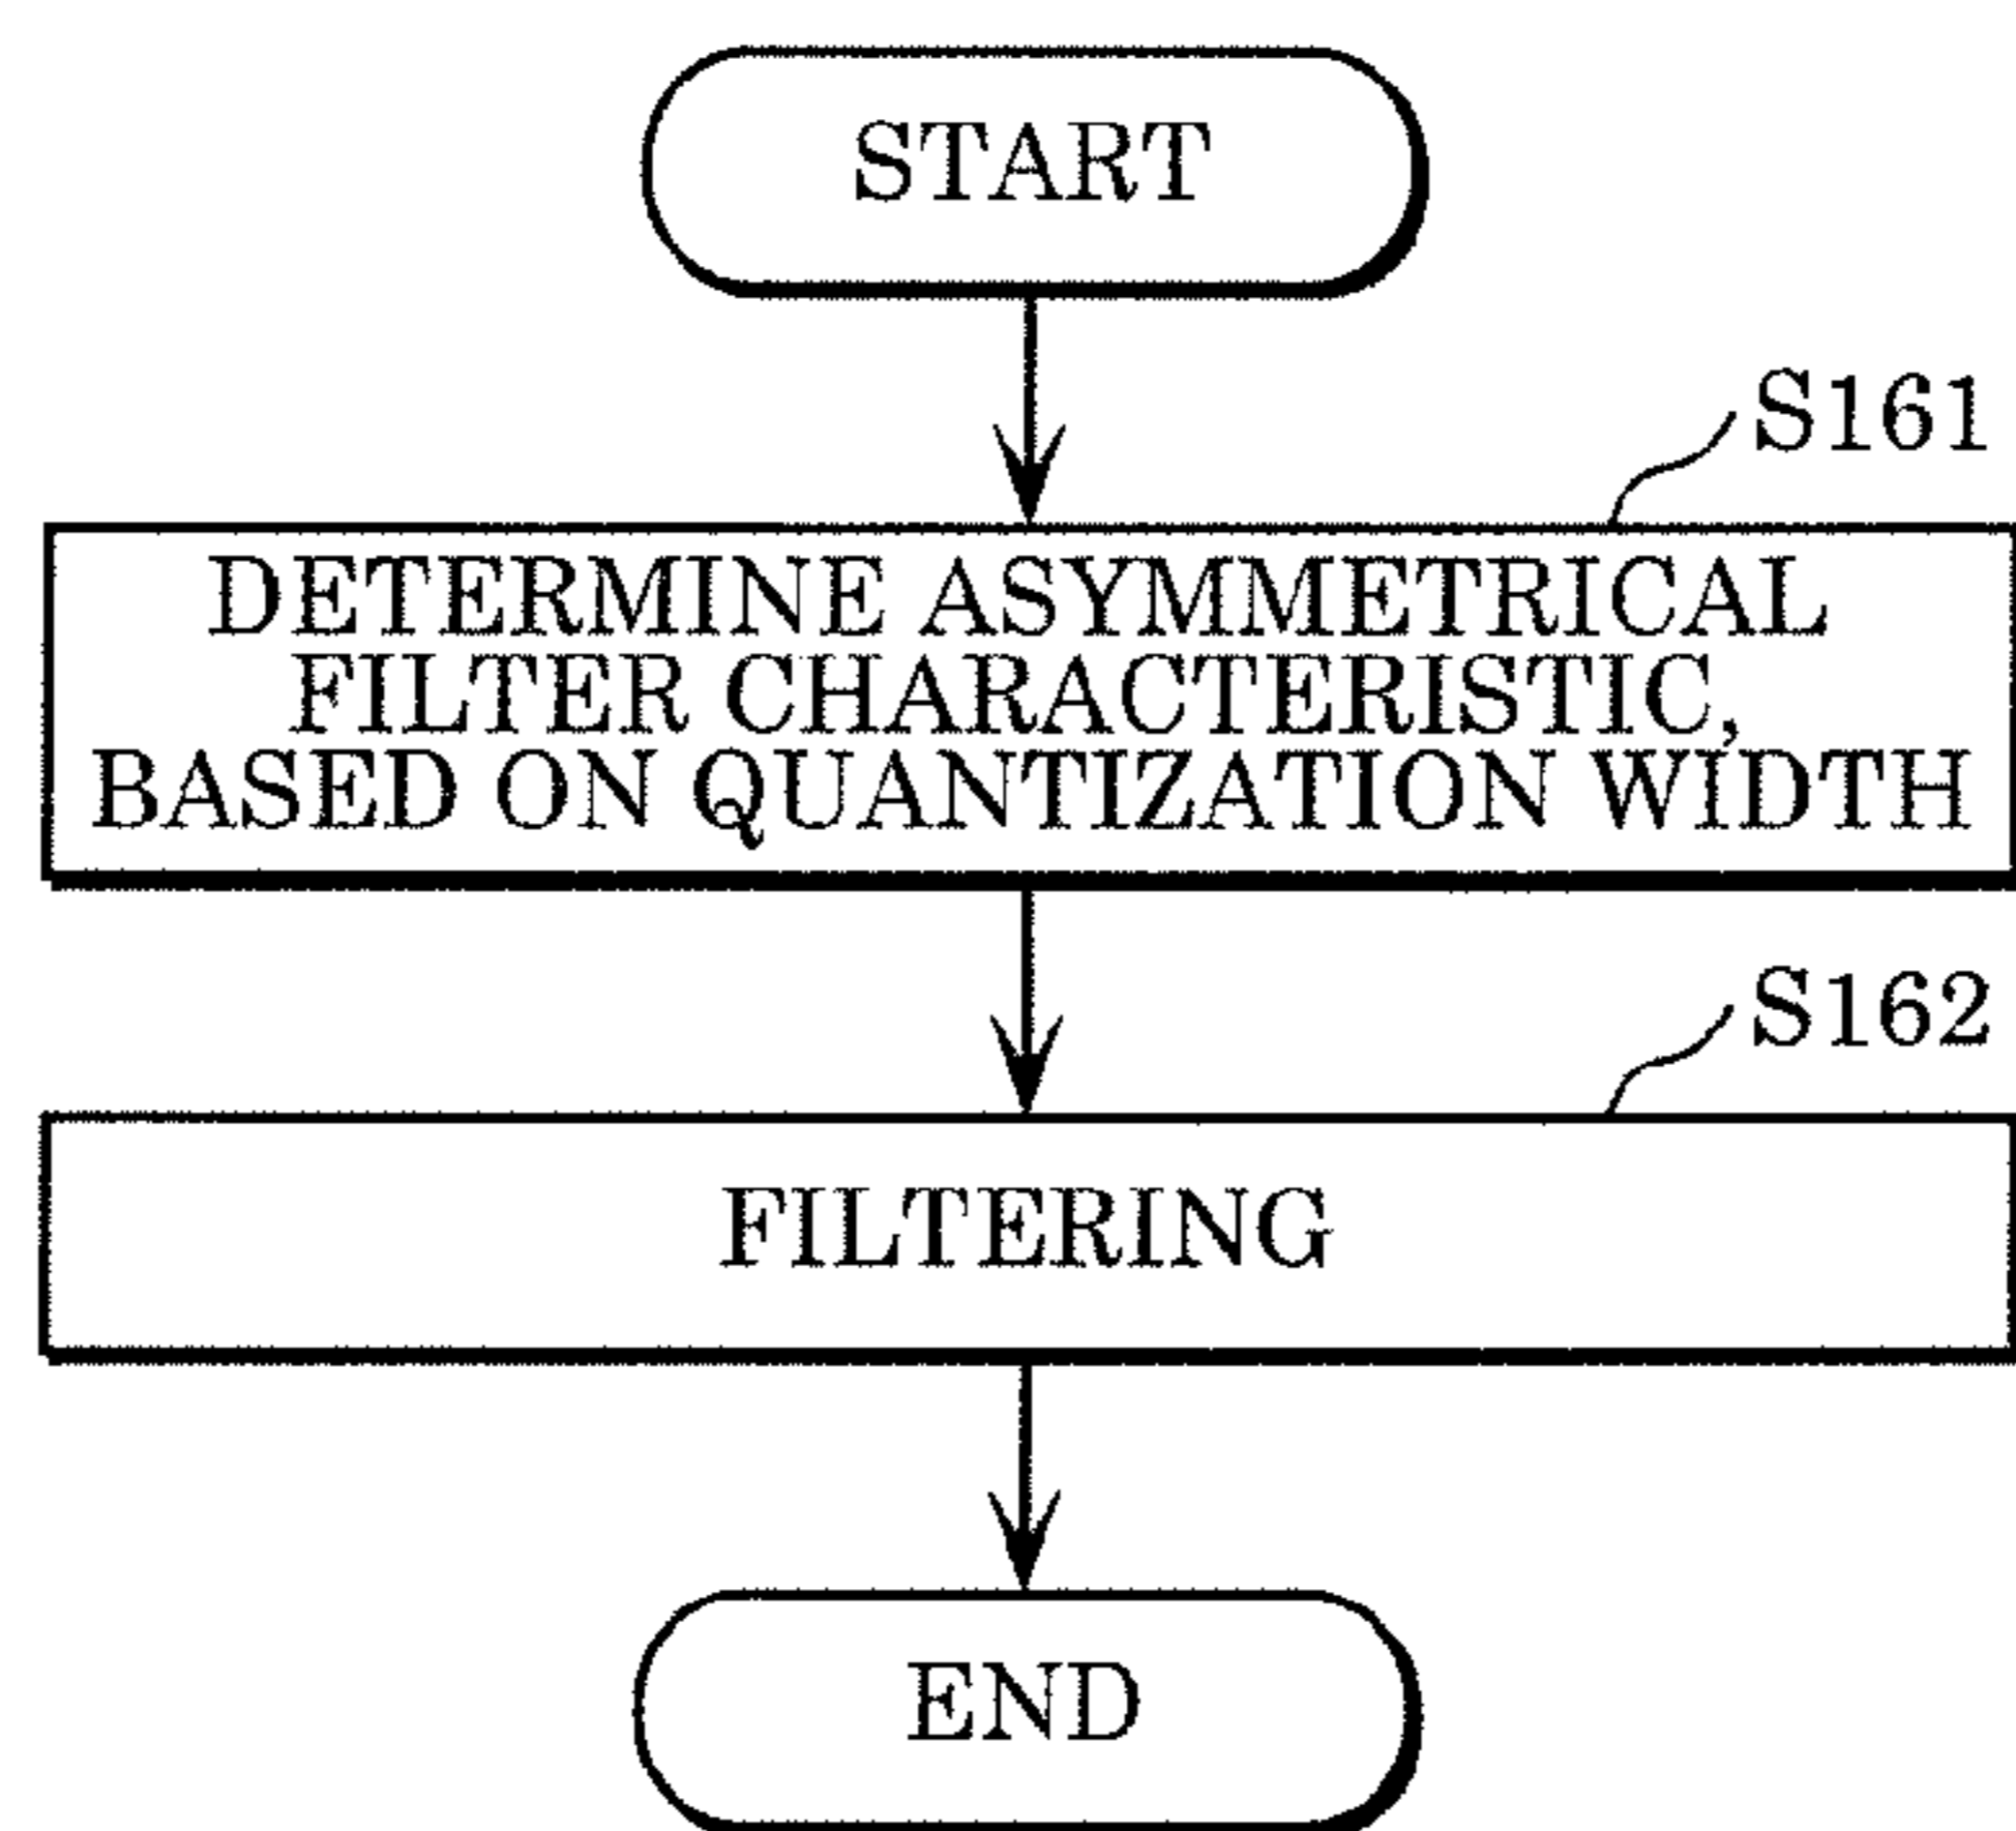 START
S161
DETERMINE ASYMMETRICAL
FILTER CHARACTERISTIC,
BASED ON QUANTIZATION WIDTH
S162
FILTERING
END